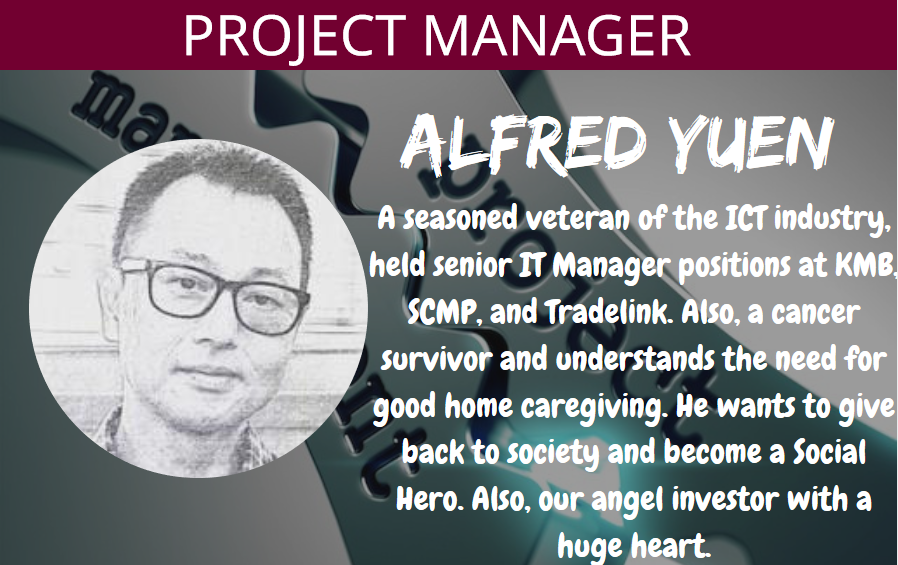 PROJECT MANAGER
ALFRED YUEN
A seasoned veteran of the ICT industry,
held senior IT Manager positions at KMB,
SCMP, and Tradelink. Also, a cancer
survivor and understands the need for
good home caregiving. He wants to give
back to society and become a Social
Hero. Also, our angel investor with a
huge heart.
project